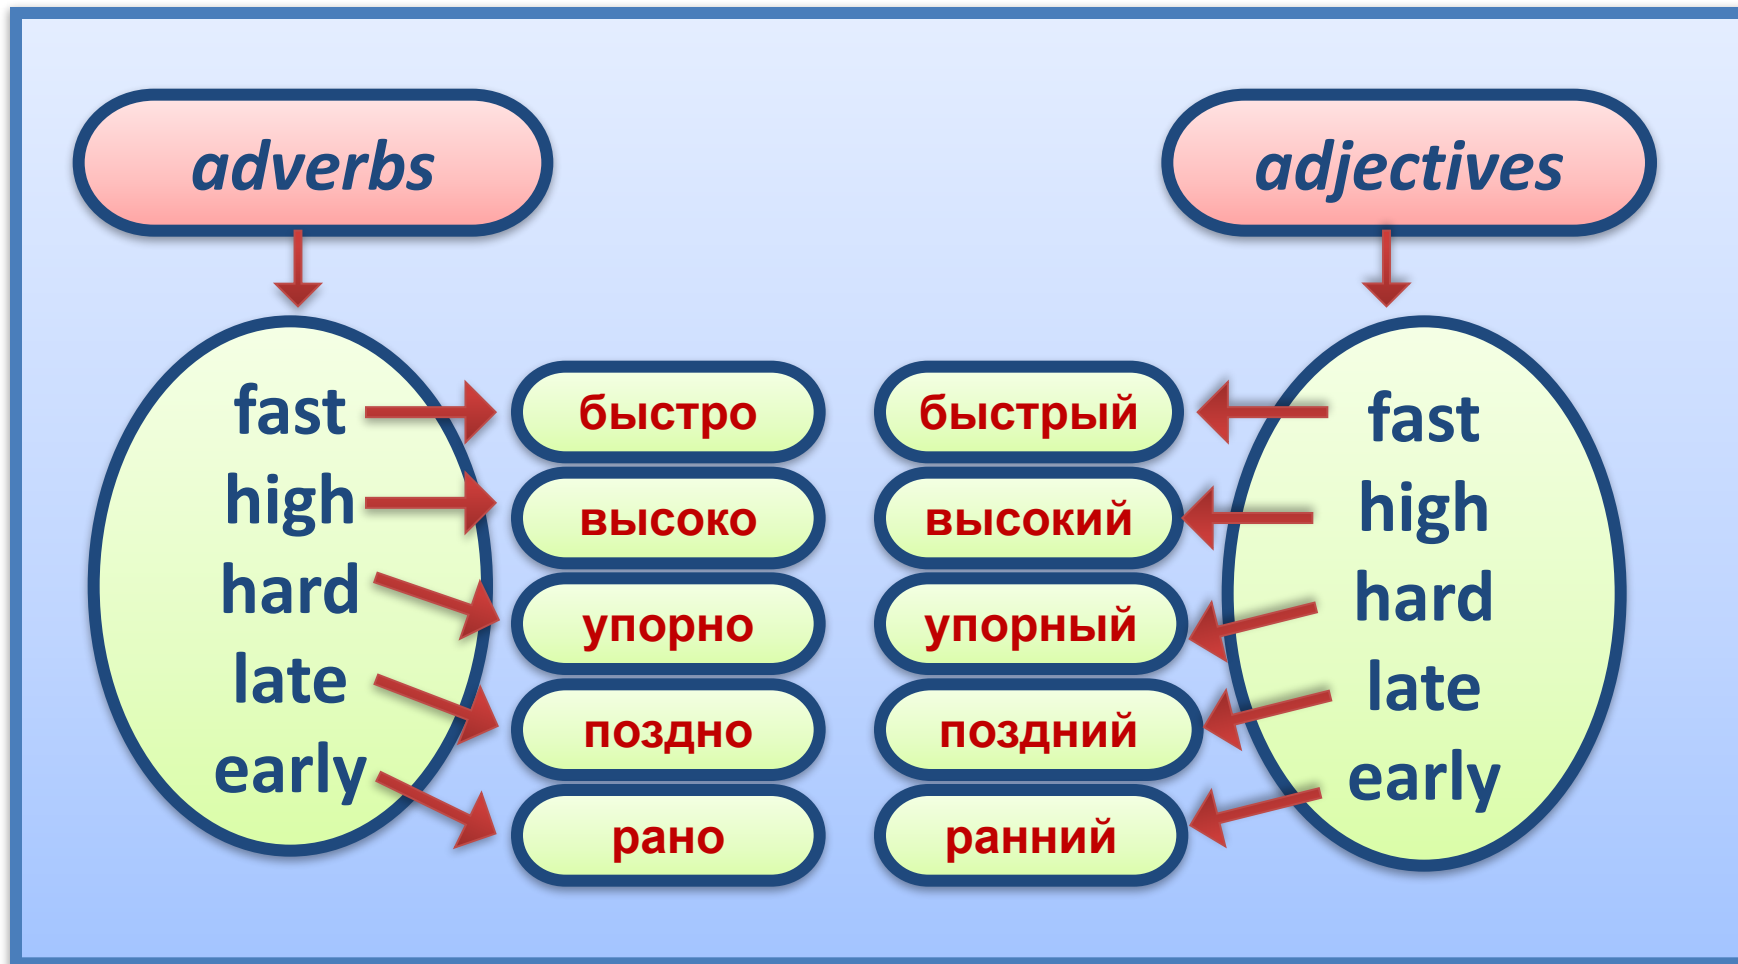 adverbs
adjectives
fast
быстро
быстрый
fast
high
высоко
высокий
high
hard
упорно
упорный
hard
late
поздно
поздний
late
early
рано
ранний
early